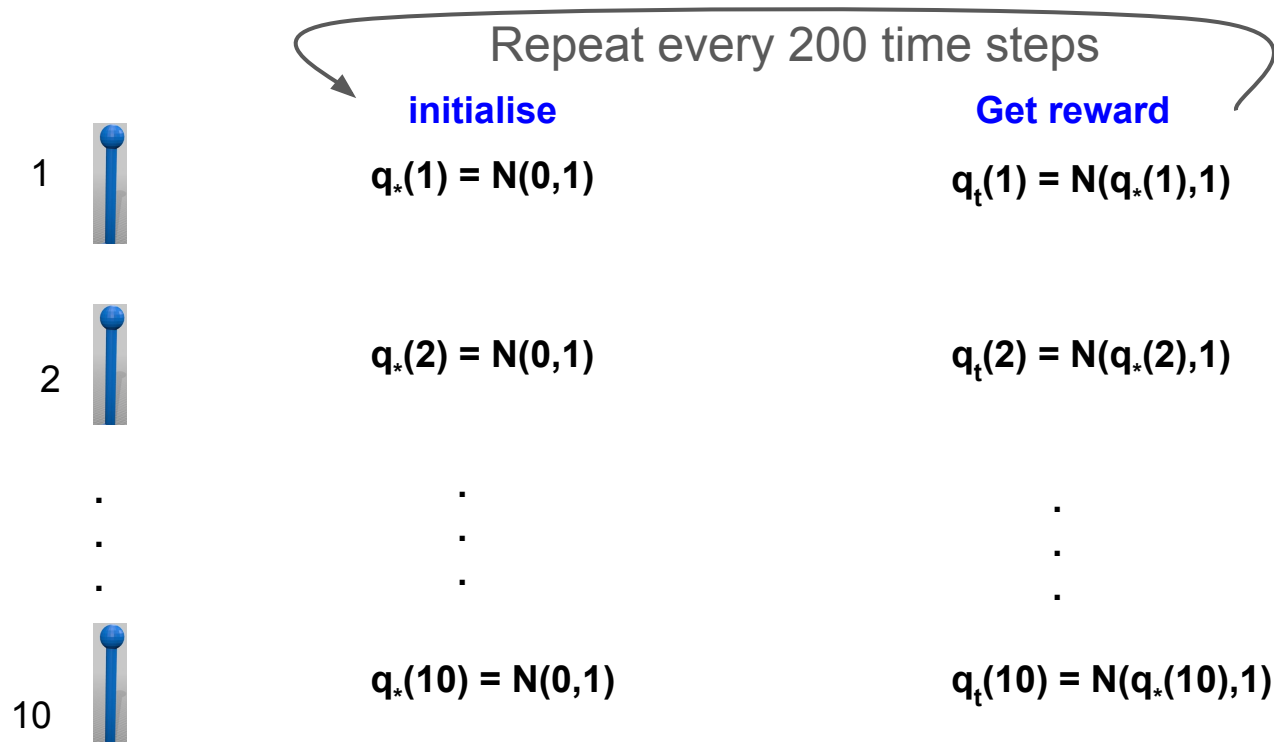 Repeat every 200 time steps
initialise Get reward
1 q*(1) = N(0,1) qt(1) = N(q*(1),1)
2 q*(2) = N(0,1) qt(2) = N(q*(2),1)
. . .
. . .
. . .
10 q*(10) = N(0,1) qt(10) = N(q*(10),1)